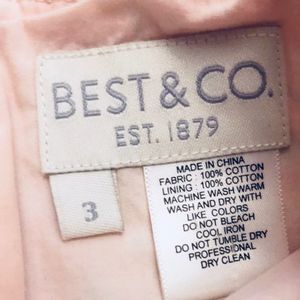 BEST & CO.
EST. 1879
3
MADE IN CHINA
FABRIC : 100% COTTON
LINING : 100% COTTON
MACHINE WASH WARM
WASH AND DRY WITH
LIKE COLORS
DO NOT BLEACH
COOL IRON
DO NOT TUMBLE DRY
PROFESSIONAL
DRY CLEAN